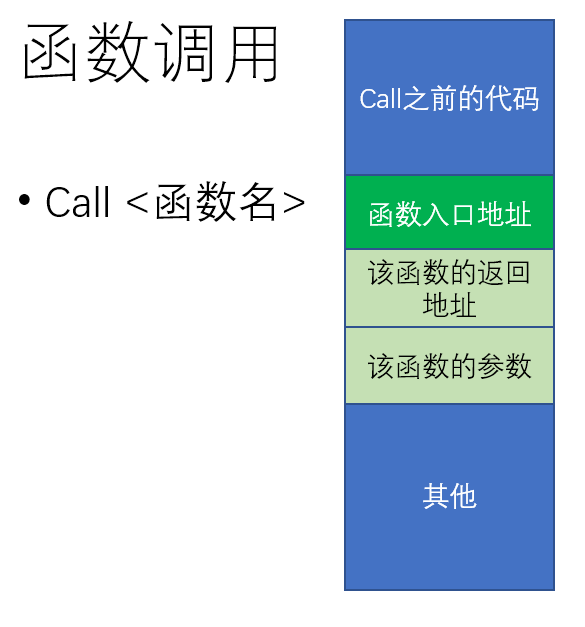 函数调用
• Call <函数名>
Call之前的代码
函数入口地址
该函数的返回
地址
该函数的参数
其他